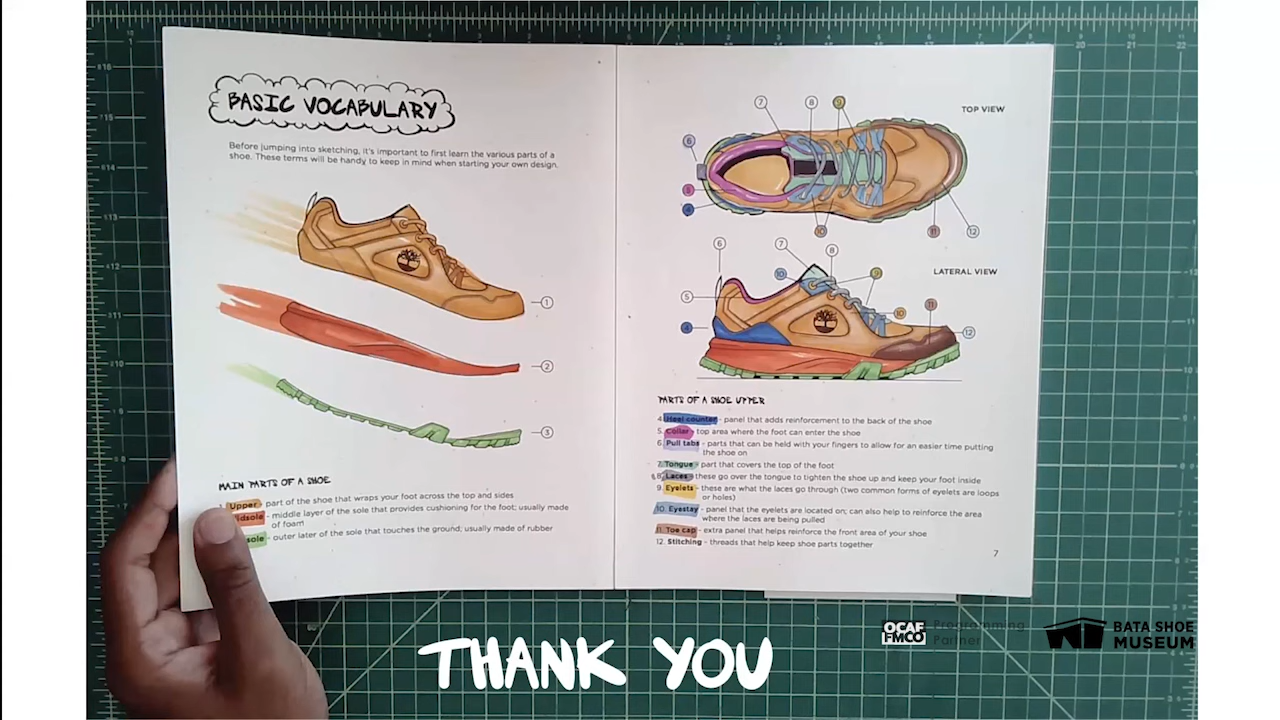 BASIC VOCABULARY
Before jumping into sketching, it's important to first learn the various parts of a
shoe. These terms will be handy to keep in mind when starting your own design.
1
2
3
MAIN PARTS OF A SHOE
Upper - part of the shoe that wraps your foot across the top and sides
- middle layer of the sole that provides cushioning for the foot; usually made
of foam
sole - outer later of the sole that touches the ground; usually made of rubber
7 8 9
TOP VIEW
6
5
4
10 11 12
6 7 8
LATERAL VIEW
10 9
5
11
10
4
12
PARTS OF A SHOE UPPER
4. Heel counter - panel that adds reinforcement to the back of the shoe
5. Collar - top area where the foot can enter the shoe
6. Pull tabs - parts that can be held with your fingers to allow for an easier time putting
the shoe on
7. Tongue - part that covers the top of the foot
8. Laces - these go over the tongue to tighten the shoe up and keep your foot inside
9. Eyelets - these are what the laces go through (two common forms of eyelets are loops
or holes)
10. Eyestay - panel that the eyelets are located on; can also help to reinforce the area
where the laces are being pulled
11. Toe cap - extra panel that helps reinforce the front area of your shoe
12. Stitching - threads that help keep shoe parts together
7
THANK YOU
OCAF
FMCO
Programming
Partner
BATA SHOE
MUSEUM